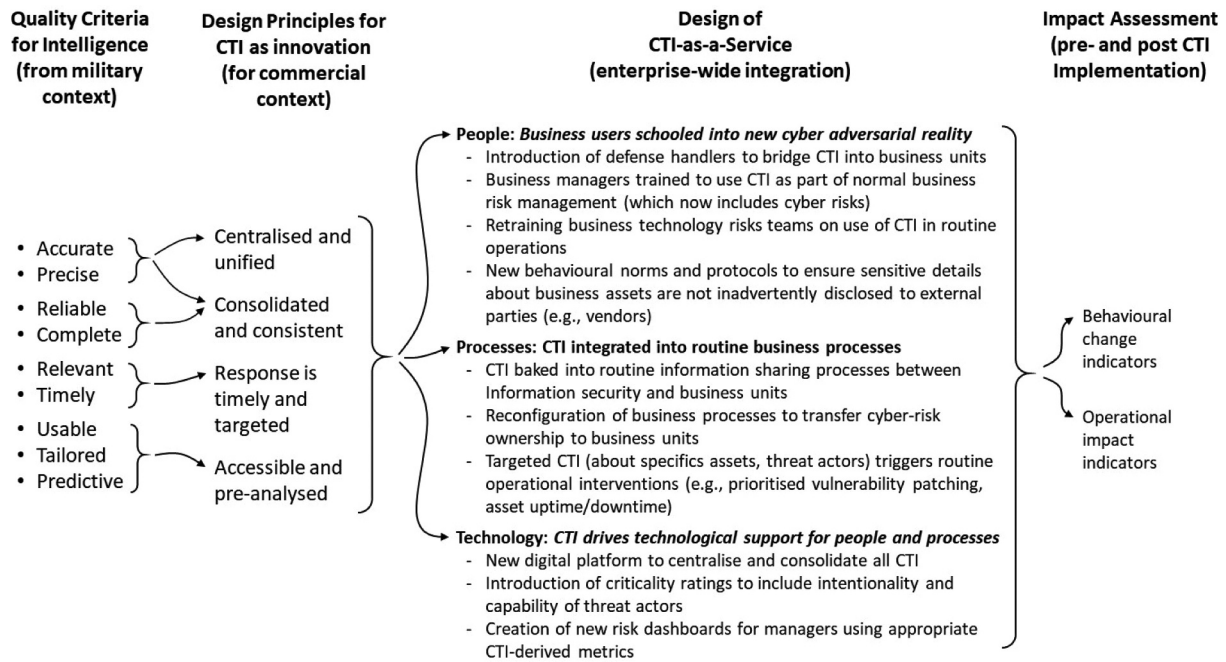 Quality Criteria
for Intelligence
(from military
context)
Design Principles for
CTI as innovation
(for commercial
context)
Design of
CTI-as-a-Service
(enterprise-wide integration)
Impact Assessment
(pre- and post CTI
Implementation)
• Accurate
• Precise
• Reliable
• Complete
• Relevant
• Timely
• Usable
• Tailored
• Predictive
Centralised and
unified
Consolidated
and consistent
Response is
timely and
targeted
Accessible and
pre-analysed
People: Business users schooled into new cyber adversarial reality
- Introduction of defense handlers to bridge CTI into business units
- Business managers trained to use CTI as part of normal business
risk management (which now includes cyber risks)
- Retraining business technology risks teams on use of CTI in routine
operations
- New behavioural norms and protocols to ensure sensitive details
about business assets are not inadvertently disclosed to external
parties (e.g., vendors)
Processes: CTI integrated into routine business processes
- CTI baked into routine information sharing processes between
Information security and business units
- Reconfiguration of business processes to transfer cyber-risk
ownership to business units
- Targeted CTI (about specifics assets, threat actors) triggers routine
operational interventions (e.g., prioritised vulnerability patching,
asset uptime/downtime)
Technology: CTI drives technological support for people and processes
- New digital platform to centralise and consolidate all CTI
- Introduction of criticality ratings to include intentionality and
capability of threat actors
- Creation of new risk dashboards for managers using appropriate
CTI-derived metrics
Behavioural
change
indicators
Operational
impact
indicators